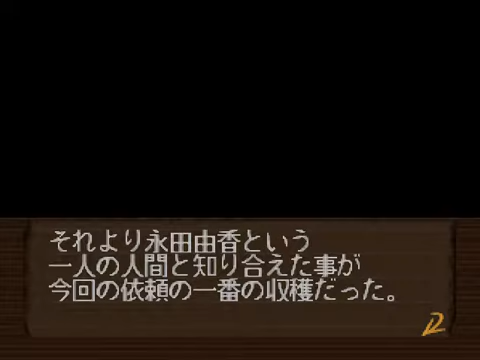 それより永田由香という
一人の人間と知り合えた事が
今回の依頼の一番の収穫だった。